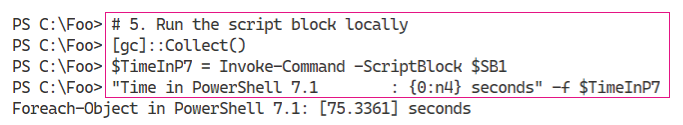 PS C:\Foo> # 5. Run the script block locally
PS C:\Foo> [gc]::Collect()
PS C:\Foo> $TimeInP7 = Invoke-Command -ScriptBlock $SB1
PS C:\Foo> "Time in PowerShell 7.1        : {0:n4} seconds" -f $TimeInP7
Foreach-Object in PowerShell 7.1: [75.3361] seconds